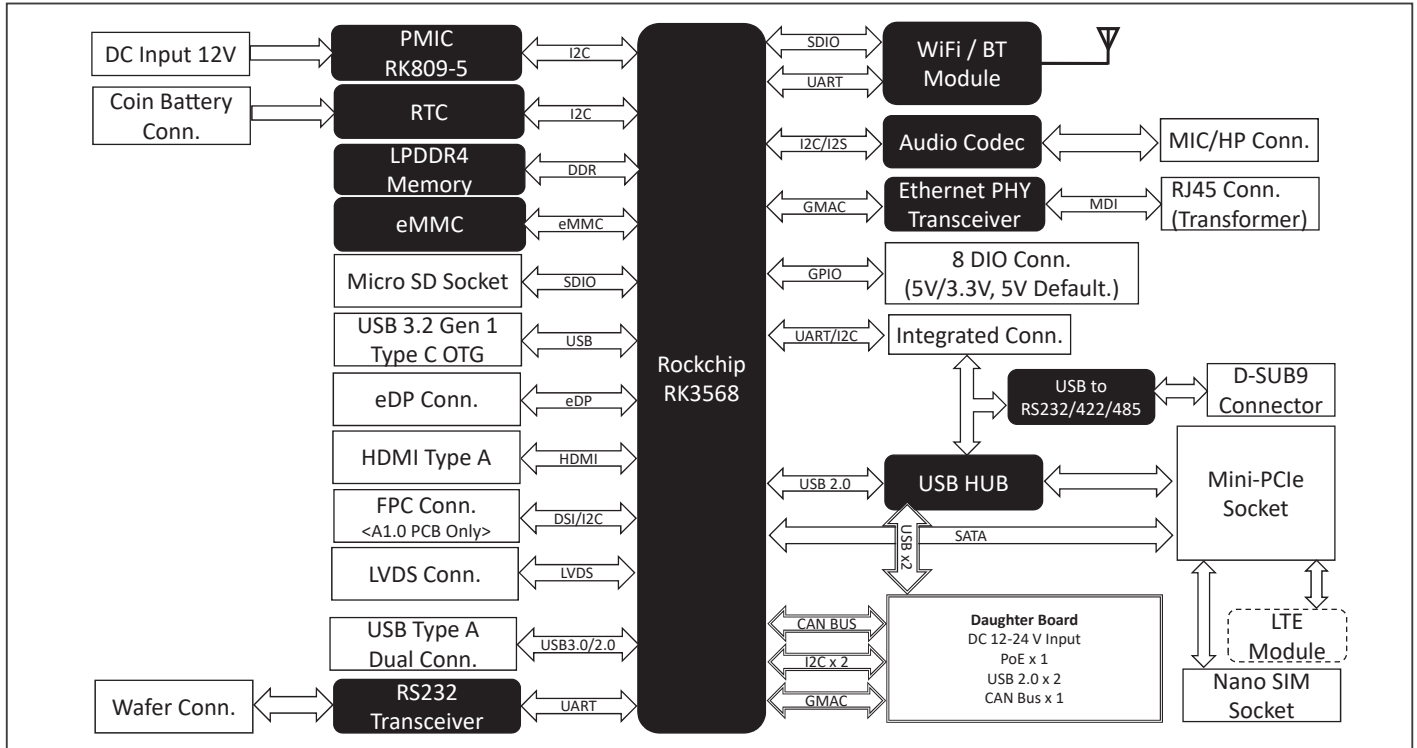 DC Input 12V
PMIC
RK809-5
I2C
Coin Battery
Conn.
RTC
I2C
LPDDR4
Memory
DDR
eMMC
eMMC
Micro SD Socket
SDIO
USB 3.2 Gen 1
Type C OTG
USB
eDP Conn.
eDP
HDMI Type A
HDMI
FPC Conn.
<A1.0 PCB Only>
DSI/I2C
LVDS Conn.
LVDS
USB Type A
Dual Conn.
USB3.0/2.0
Wafer Conn.
RS232
Transceiver
UART
Rockchip
RK3568
SDIO
UART
WiFi / BT
Module
I2C/I2S
Audio Codec
MIC/HP Conn.
GMAC
Ethernet PHY
Transceiver
MDI
RJ45 Conn.
(Transformer)
GPIO
8 DIO Conn.
(5V/3.3V, 5V Default.)
UART/I2C
Integrated Conn.
USB to
RS232/422/485
D-SUB9
Connector
USB 2.0
USB HUB
Mini-PCIe
Socket
SATA
USB x2
CAN BUS
I2C x 2
GMAC
Daughter Board
DC 12-24 V Input
PoE x 1
USB 2.0 x 2
CAN Bus x 1
LTE
Module
Nano SIM
Socket